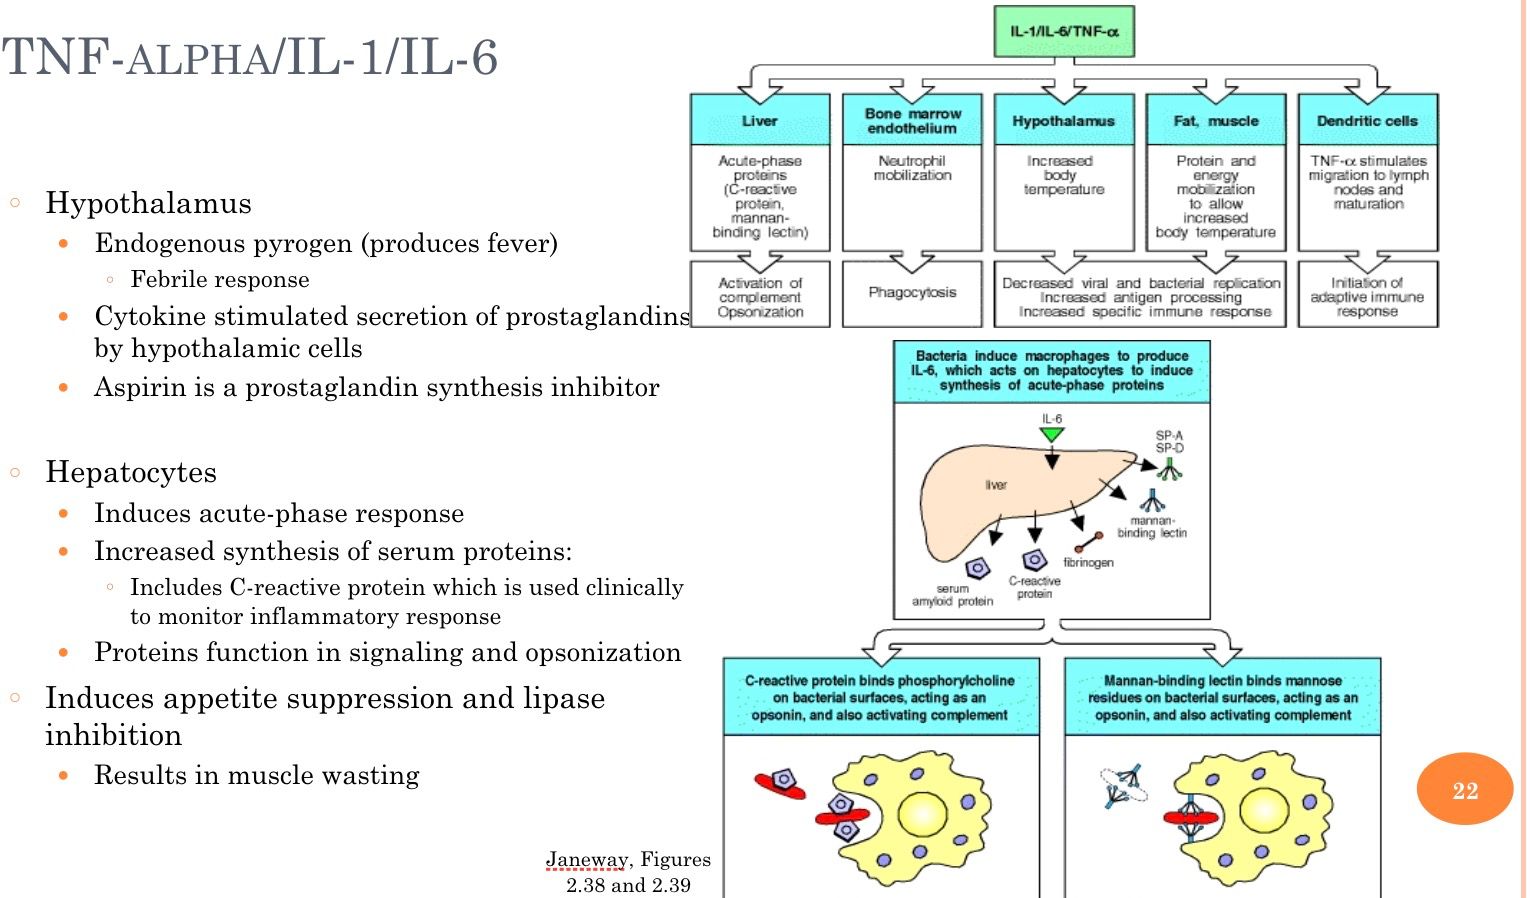 TNF-ALPHA/IL-1/IL-6
Hypothalamus
Endogenous pyrogen (produces fever)
Febrile response
Cytokine stimulated secretion of prostaglandins
by hypothalamic cells
Aspirin is a prostaglandin synthesis inhibitor
Hepatocytes
Induces acute-phase response
Increased synthesis of serum proteins:
Includes C-reactive protein which is used clinically
to monitor inflammatory response
Proteins function in signaling and opsonization
Induces appetite suppression and lipase
inhibition
Results in muscle wasting
Janeway, Figures
2.38 and 2.39
IL-1/IL-6/TNF-α
Liver
Acute-phase
proteins
(C-reactive
protein,
mannan-
binding lectin)
Activation of
complement
Opsonization
Bone marrow
endothelium
Neutrophil
mobilization
Phagocytosis
Hypothalamus
Increased
body
temperature
Fat, muscle
Protein and
energy
mobilization
to allow
increased
body temperature
Decreased viral and bacterial replication
Increased antigen processing
Increased specific immune response
Dendritic cells
TNF-α stimulates
migration to lymph
nodes and
maturation
Initiation of
adaptive immune
response
Bacteria induce macrophages to produce
IL-6, which acts on hepatocytes to induce
synthesis of acute-phase proteins
IL-6
SP-A
SP-D
liver
mannan-
binding lectin
fibrinogen
C-reactive
protein
serum
amyloid protein
C-reactive protein binds phosphorylcholine
on bacterial surfaces, acting as an
opsonin, and also activating complement
Mannan-binding lectin binds mannose
residues on bacterial surfaces, acting as an
opsonin, and also activating complement
22